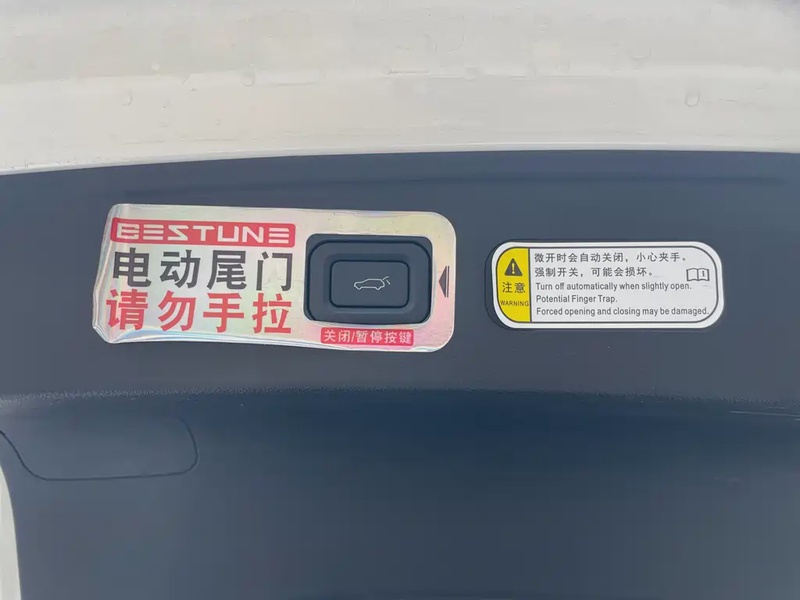 BESTUNE
电动尾门
请勿手拉
关闭/暂停按键
注意
WARNING
微开时会自动关闭，小心夹手。
强制开关，可能会损坏。
Turn off automatically when slightly open.
Potential Finger Trap.
Forced opening and closing may be damaged.